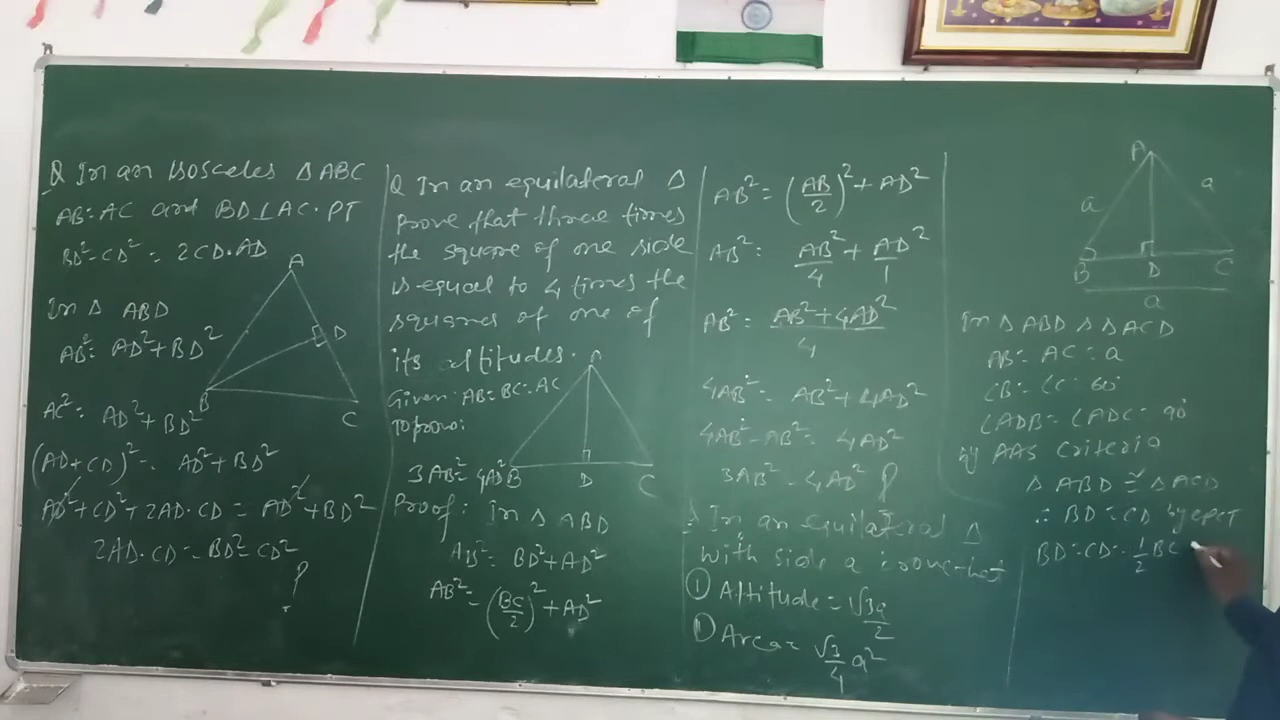 Q In an isosceles △ ABC
AB = AC and BD ⊥ AC. PT
BD² - CD² = 2CD.AD
A
D
B
C
In △ ABD
AB² = AD² + BD²
AC² = AD² + BD²
(AD + CD)² = AD² + BD²
AD² + CD² + 2AD.CD = AD² + BD²
2AD.CD = BD² - CD²
Q In an equilateral △
prove that three times
the square of one side
is equal to 4 times the
squares of one of
its altitudes.
Given. AB = BC = AC
To prove:
3AB² = 4AD²
A
B
D
C
Proof: In △ ABD
AB² = BD² + AD²
AB² = (BC/2)² + AD²
AB² = (AB/2)² + AD²
AB² = AB²/4 + AD²/1
AB² = AB² + 4AD²/4
4AB² = AB² + 4AD²
4AB² - AB² = 4AD²
3AB² = 4AD²
In an equilateral △
with side a
① Altitude = √3a/2
Area = √3/4 a²
A
a
a
B
D
C
a
In △ ABD △ ACD
AB = AC = a
∠B = ∠C = 60°
∠ADB = ∠ADC = 90°
By AAS Criteria
△ ABD ≅ △ ACD
∴ BD = CD by cpct
BD = CD = 1/2 BC